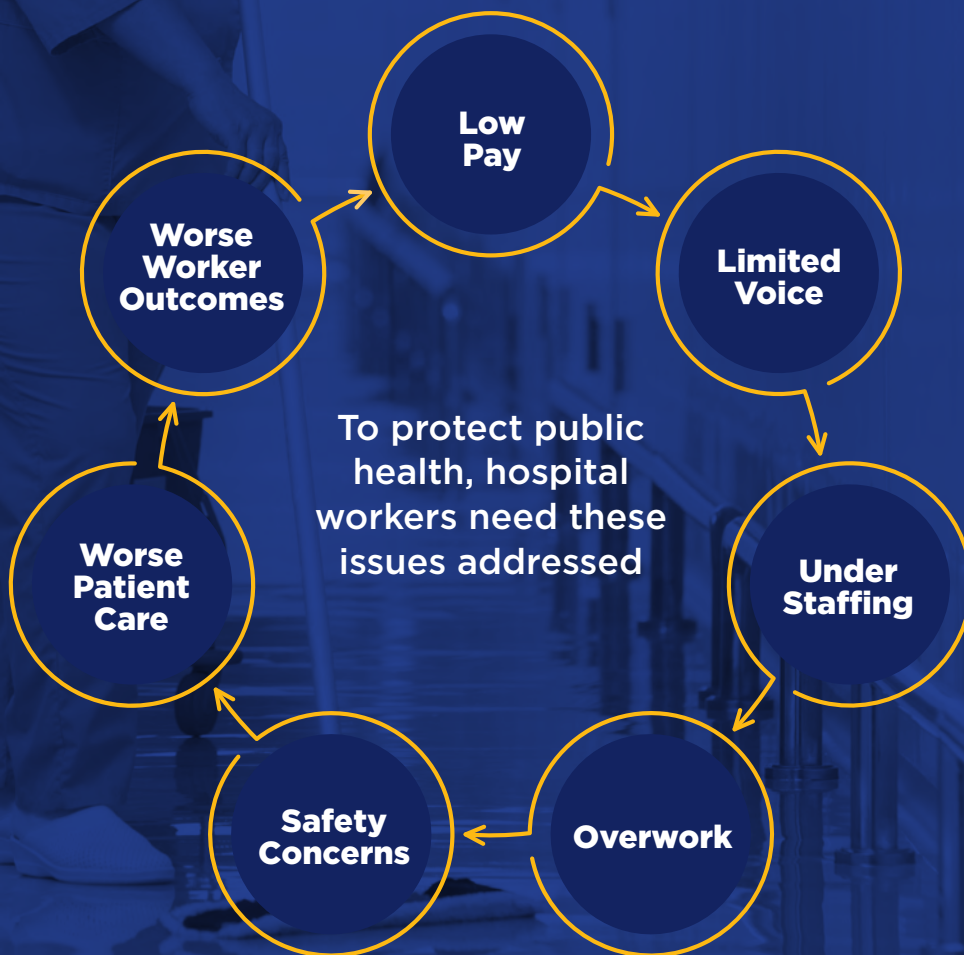 Low
Pay
Limited
Voice
Under
Staffing
Overwork
Safety
Concerns
Worse
Patient
Care
Worse
Worker
Outcomes
To protect public
health, hospital
workers need these
issues addressed